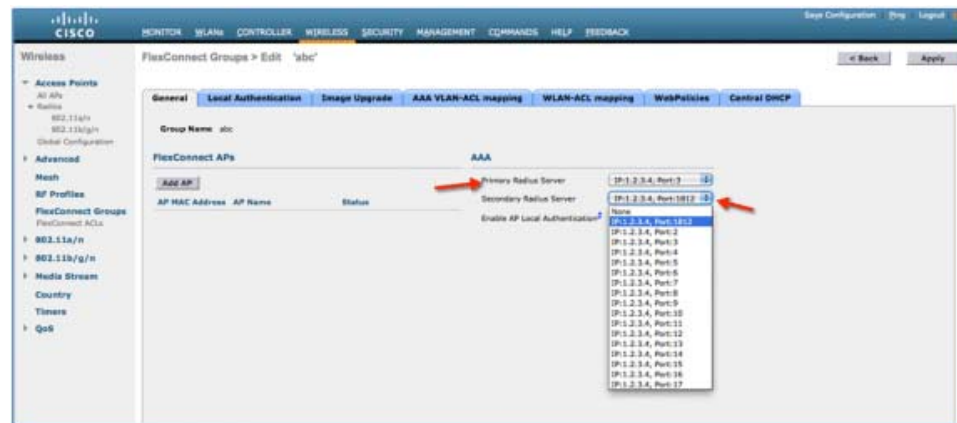 Save Configuration Ping Logout
CISCO
MONITOR WLANs CONTROLLER WIRELESS SECURITY MANAGEMENT COMMANDS HELP FEEDBACK
Wireless
FlexConnect Groups > Edit 'abc'
< Back
Apply
Access Points
All APs
Radios
802.11a/n
802.11b/g/n
Global Configuration
Advanced
Mesh
RF Profiles
FlexConnect Groups
FlexConnect ACLs
802.11a/n
802.11b/g/n
Media Stream
Country
Timers
QoS
General Local Authentication Image Upgrade AAA VLAN-ACL mapping WLAN-ACL mapping WebPolicies Central DHCP
Group Name abc
FlexConnect APs
Add AP
AP MAC Address AP Name Status
AAA
Primary Radius Server IP:1.2.3.4, Port:3
Secondary Radius Server IP:1.2.3.4, Port:1812
Enable AP Local Authentication
None
IP:1.2.3.4, Port:1812
IP:1.2.3.4, Port:2
IP:1.2.3.4, Port:3
IP:1.2.3.4, Port:4
IP:1.2.3.4, Port:5
IP:1.2.3.4, Port:6
IP:1.2.3.4, Port:7
IP:1.2.3.4, Port:8
IP:1.2.3.4, Port:9
IP:1.2.3.4, Port:10
IP:1.2.3.4, Port:11
IP:1.2.3.4, Port:12
IP:1.2.3.4, Port:13
IP:1.2.3.4, Port:14
IP:1.2.3.4, Port:15
IP:1.2.3.4, Port:16
IP:1.2.3.4, Port:17